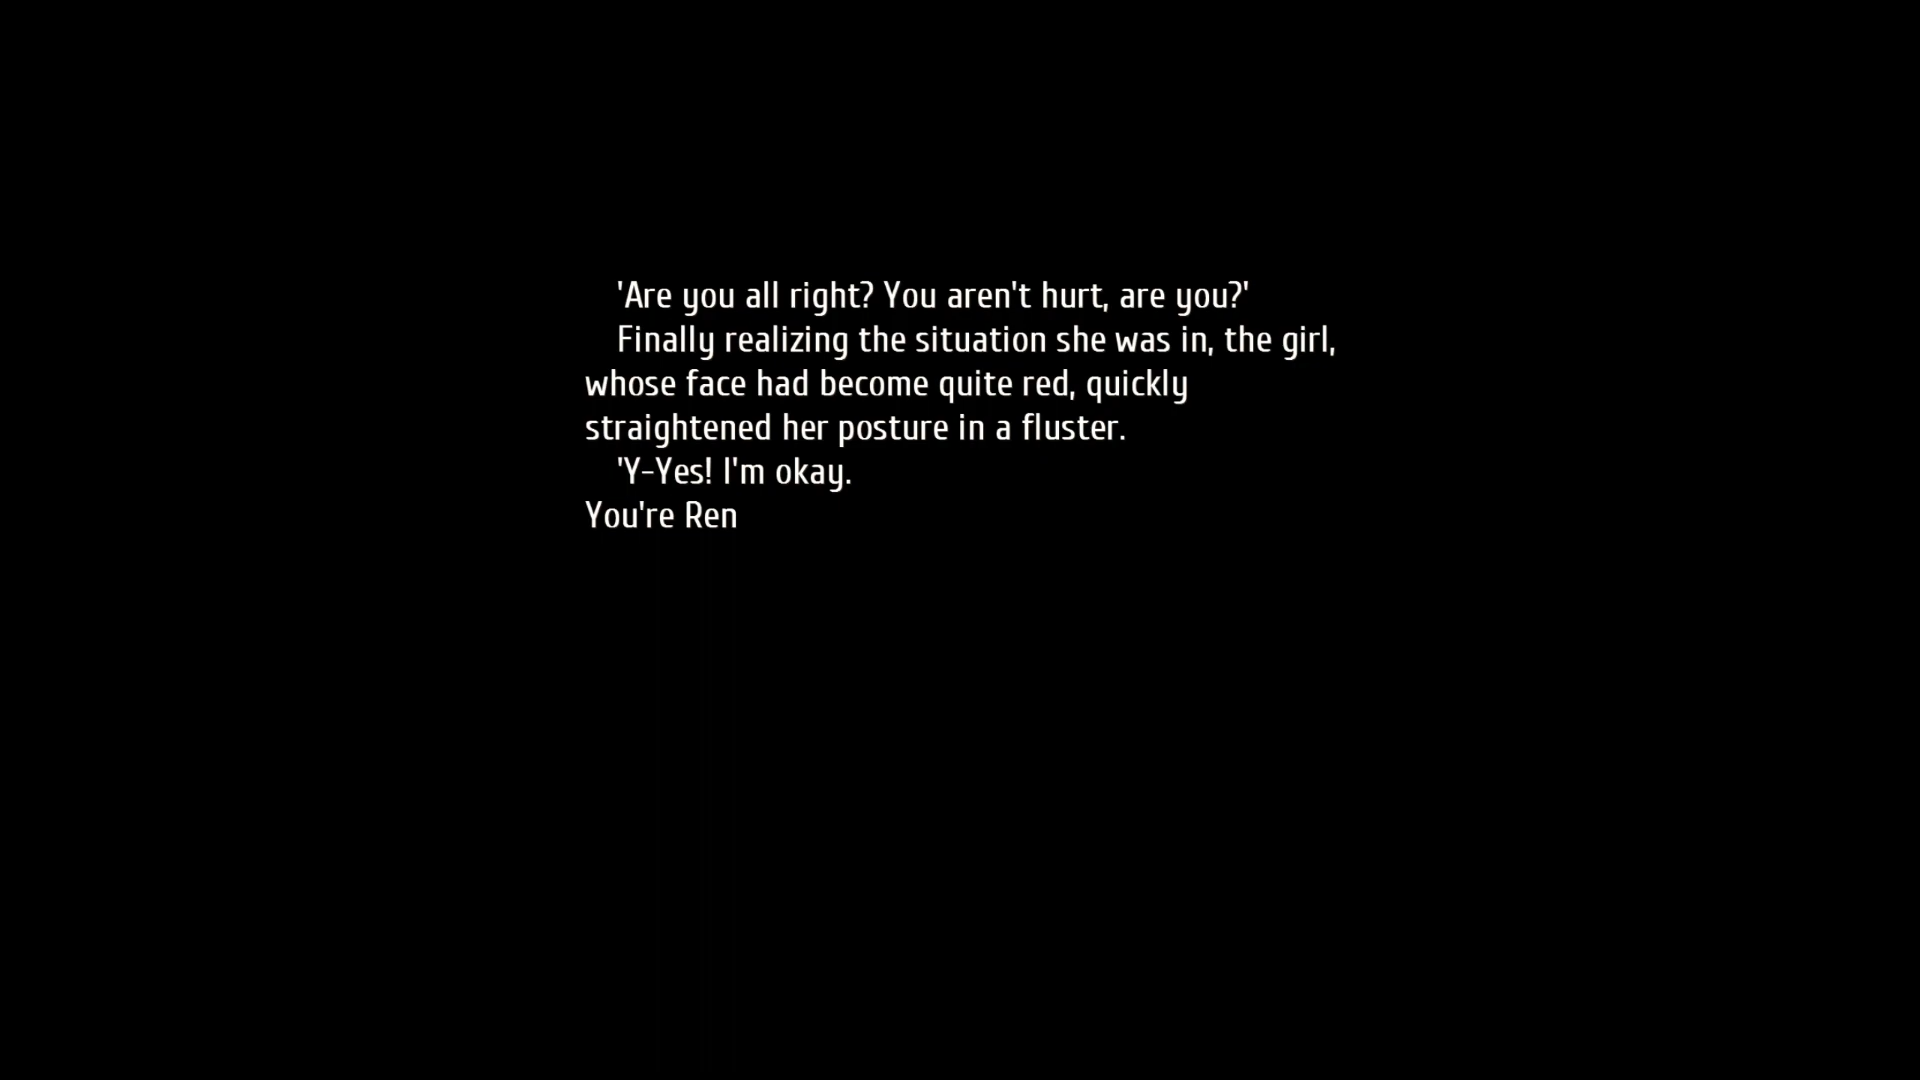 'Are you all right? You aren't hurt, are you?'
Finally realizing the situation she was in, the girl,
whose face had become quite red, quickly
straightened her posture in a fluster.
'Y-Yes! I'm okay.
You're Ren